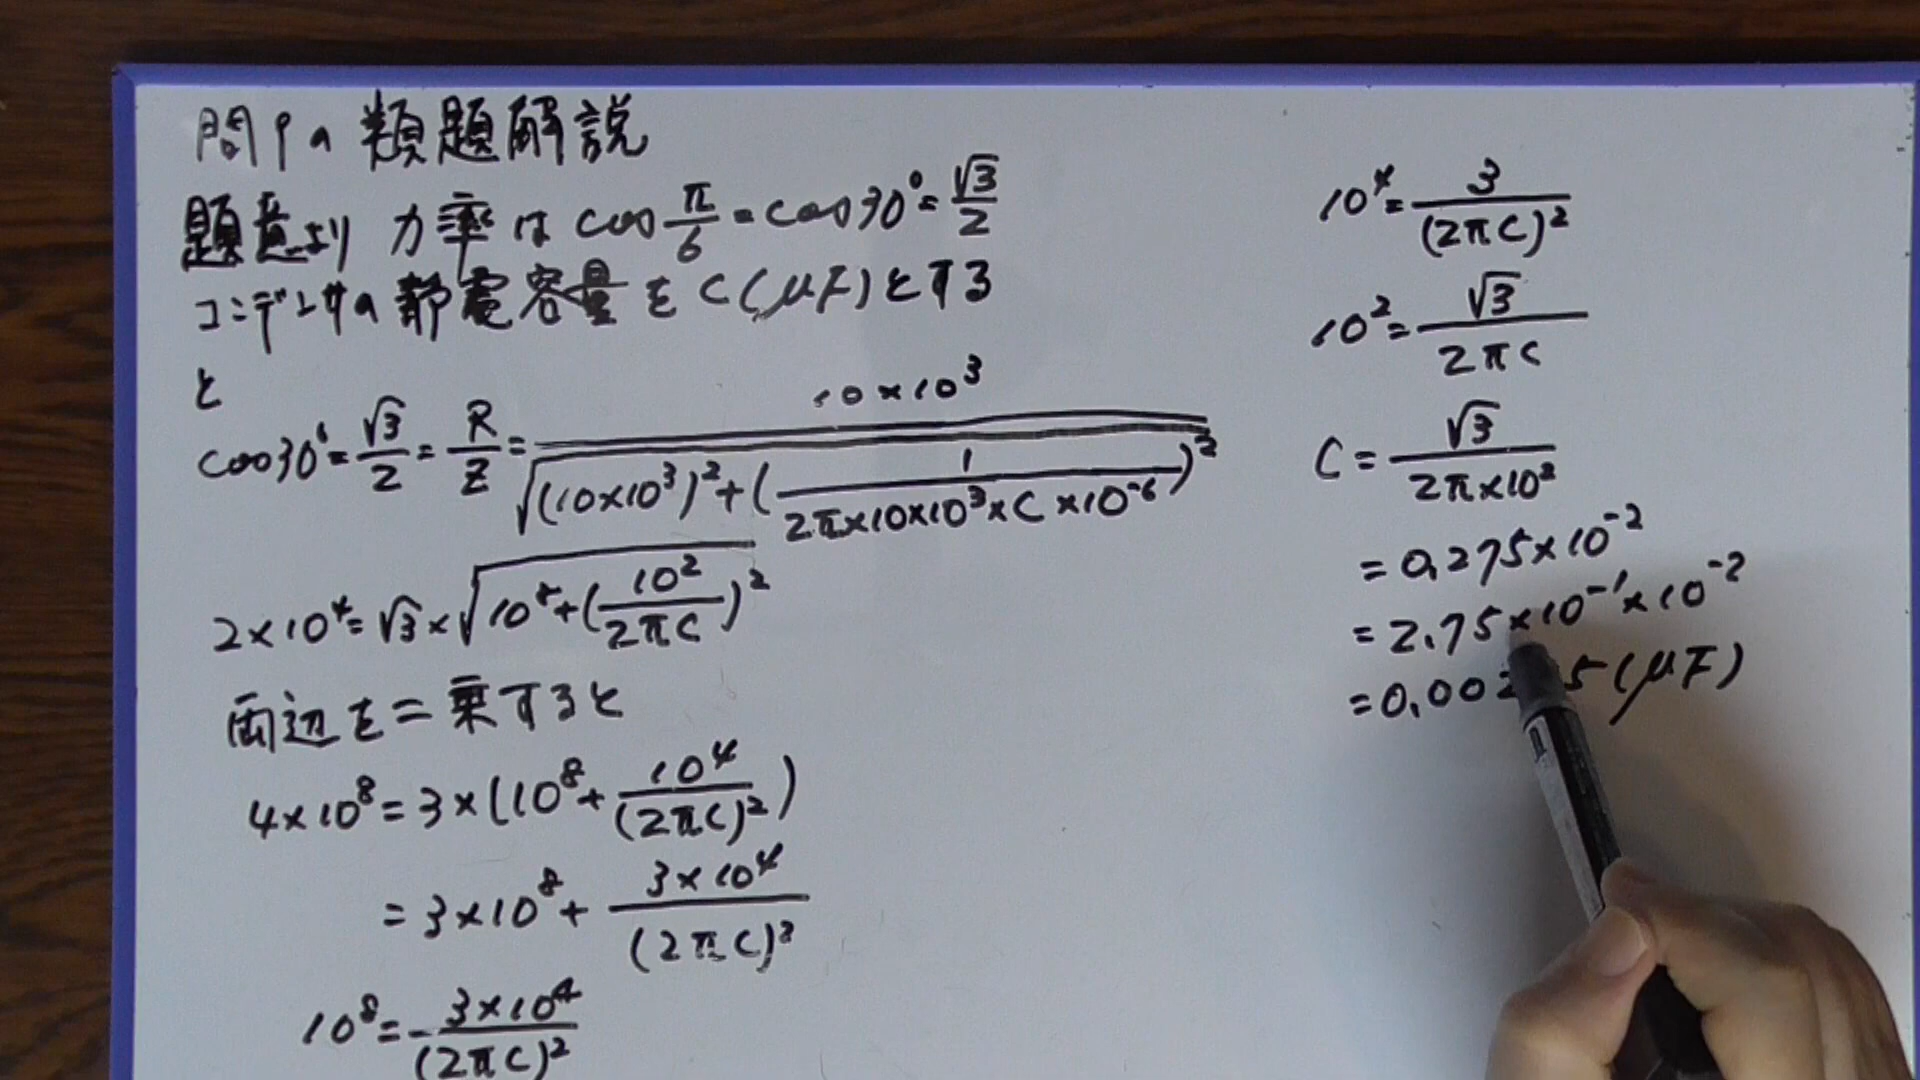 問9の類題解説
題意より 力率は cos π/6 = cos30° = √3/2
コンデンサの静電容量を C(μF)とする
と
cos30° = √3/2 = R/Z = 10×10³/√((10×10³)²+(1/(2π×10×10³×C×10⁻⁶))²)
2×10⁴ = √3×√(10⁸+(10²/(2πC))²)
両辺を二乗すると
4×10⁸ = 3×(10⁸+10⁴/(2πC)²)
= 3×10⁸+ 3×10⁴/(2πC)²
10⁸ = 3×10⁴/(2πC)²
10⁴ = 3/(2πC)²
10² = √3/(2πC)
C = √3/(2π×10²)
= 0.275×10⁻²
= 2.75×10⁻¹×10⁻²
= 0.002 5(μF)